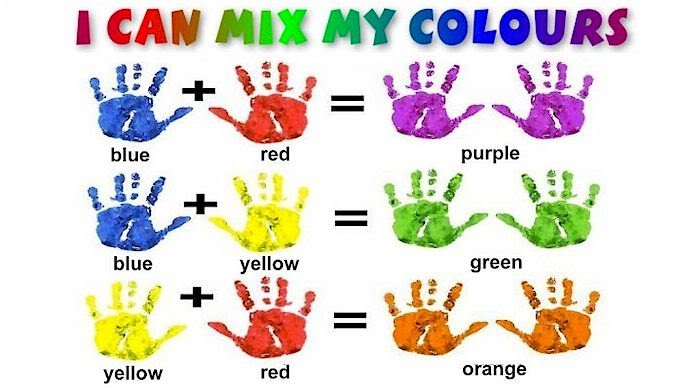 I CAN MIX MY COLOURS
+ =
blue red purple
+ =
blue yellow green
+ =
yellow red orange